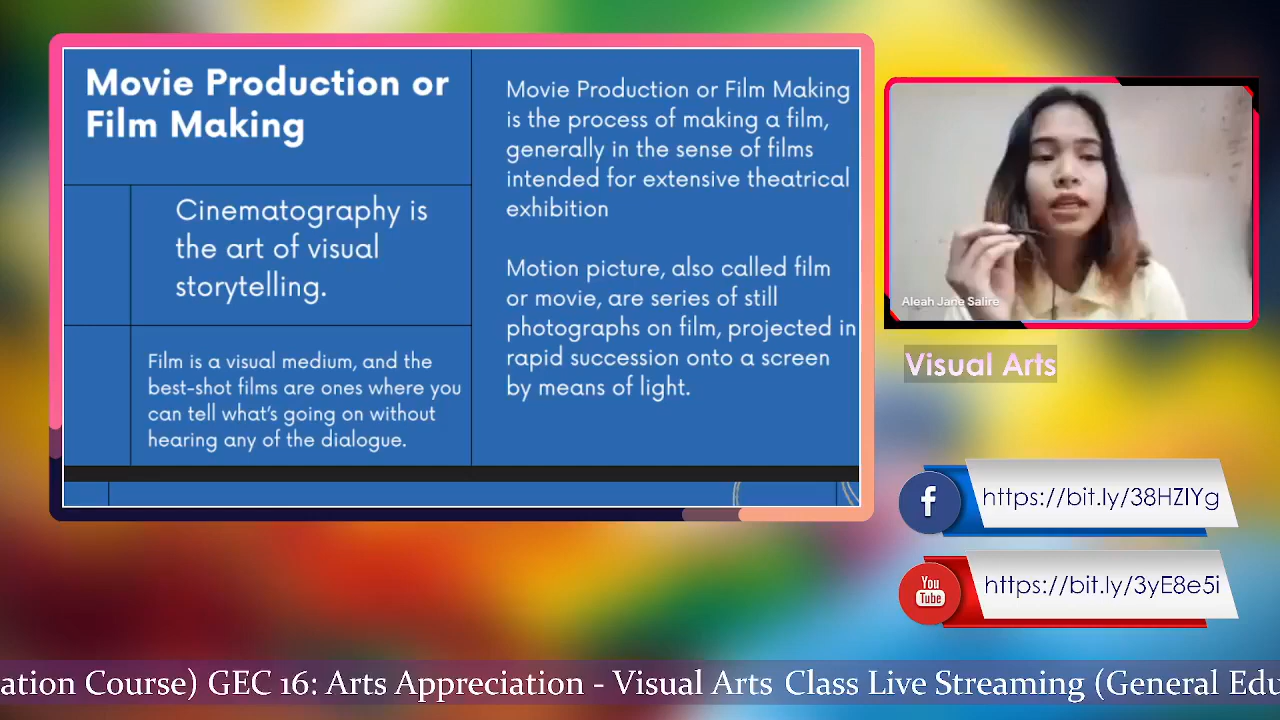 Movie Production or
Film Making
Cinematography is
the art of visual
storytelling.
Film is a visual medium, and the
best-shot films are ones where you
can tell what's going on without
hearing any of the dialogue.
Movie Production or Film Making
is the process of making a film,
generally in the sense of films
intended for extensive theatrical
exhibition
Motion picture, also called film
or movie, are series of still
photographs on film, projected in
rapid succession onto a screen
by means of light.
Aleah Jane Salire
Visual Arts
f
https://bit.ly/38HZIYg
You
Tube
https://bit.ly/3yE8e5i
ation Course) GEC 16: Arts Appreciation - Visual Arts Class Live Streaming (General Edu